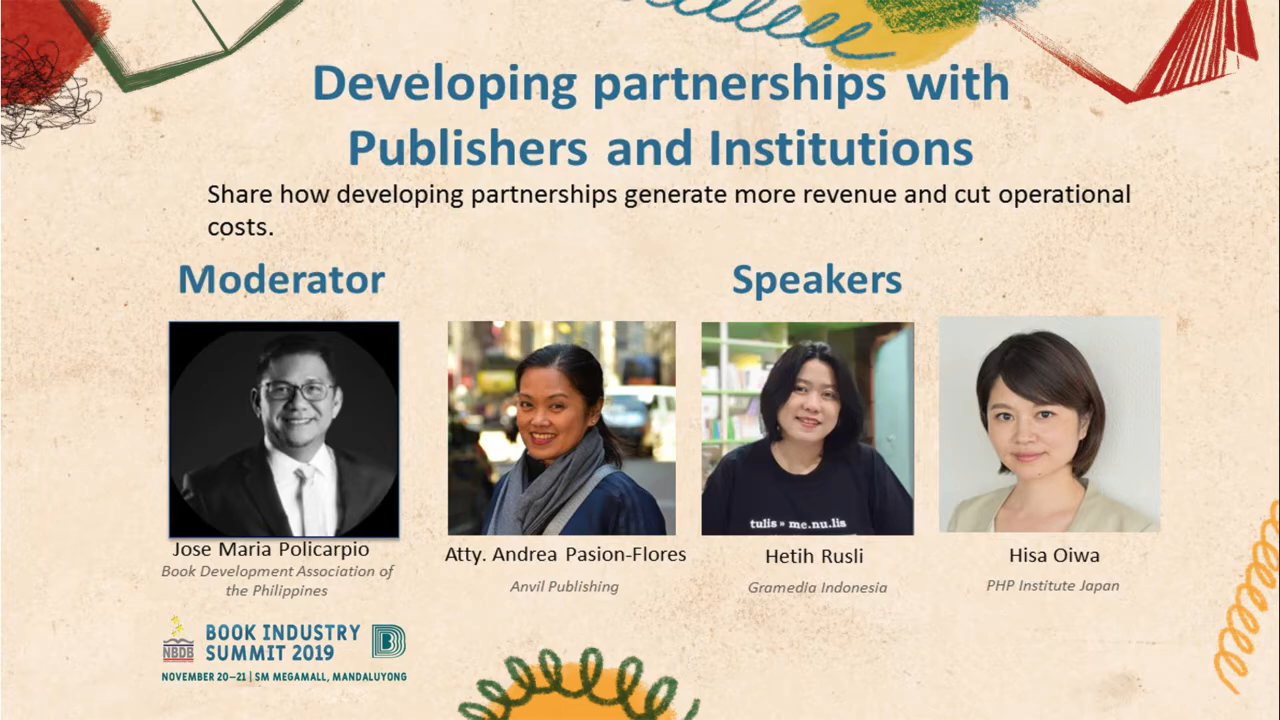 Developing partnerships with
Publishers and Institutions
Share how developing partnerships generate more revenue and cut operational
costs.
Moderator
Speakers
tulis » me.nu.lis
Jose Maria Policarpio
Book Development Association of
the Philippines
Atty. Andrea Pasion-Flores
Anvil Publishing
Hetih Rusli
Gramedia Indonesia
Hisa Oiwa
PHP Institute Japan
NBDB
BOOK INDUSTRY
SUMMIT 2019
B
NOVEMBER 20–21 | SM MEGAMALL, MANDALUYONG